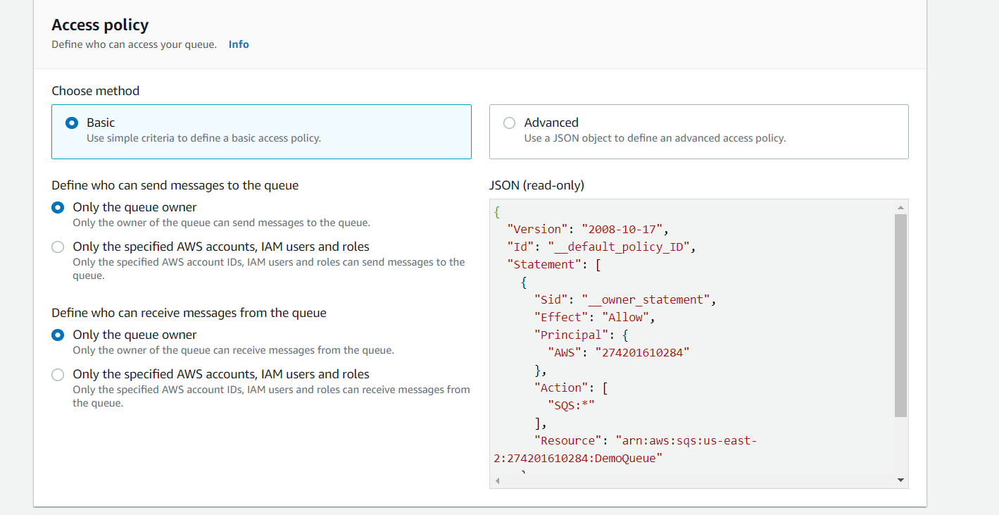 Access policy
Define who can access your queue. Info
Choose method
Basic
Use simple criteria to define a basic access policy.
Advanced
Use a JSON object to define an advanced access policy.
Define who can send messages to the queue
Only the queue owner
Only the owner of the queue can send messages to the queue.
Only the specified AWS accounts, IAM users and roles
Only the specified AWS account IDs, IAM users and roles can send messages to the
queue.
Define who can receive messages from the queue
Only the queue owner
Only the owner of the queue can receive messages from the queue.
Only the specified AWS accounts, IAM users and roles
Only the specified AWS account IDs, IAM users and roles can receive messages from
the queue.
JSON (read-only)
{
  "Version": "2008-10-17",
  "Id": "__default_policy_ID",
  "Statement": [
    {
      "Sid": "__owner_statement",
      "Effect": "Allow",
      "Principal": {
        "AWS": "274201610284"
      },
      "Action": [
        "SQS:*"
      ],
      "Resource": "arn:aws:sqs:us-east-
2:274201610284:DemoQueue"
    }